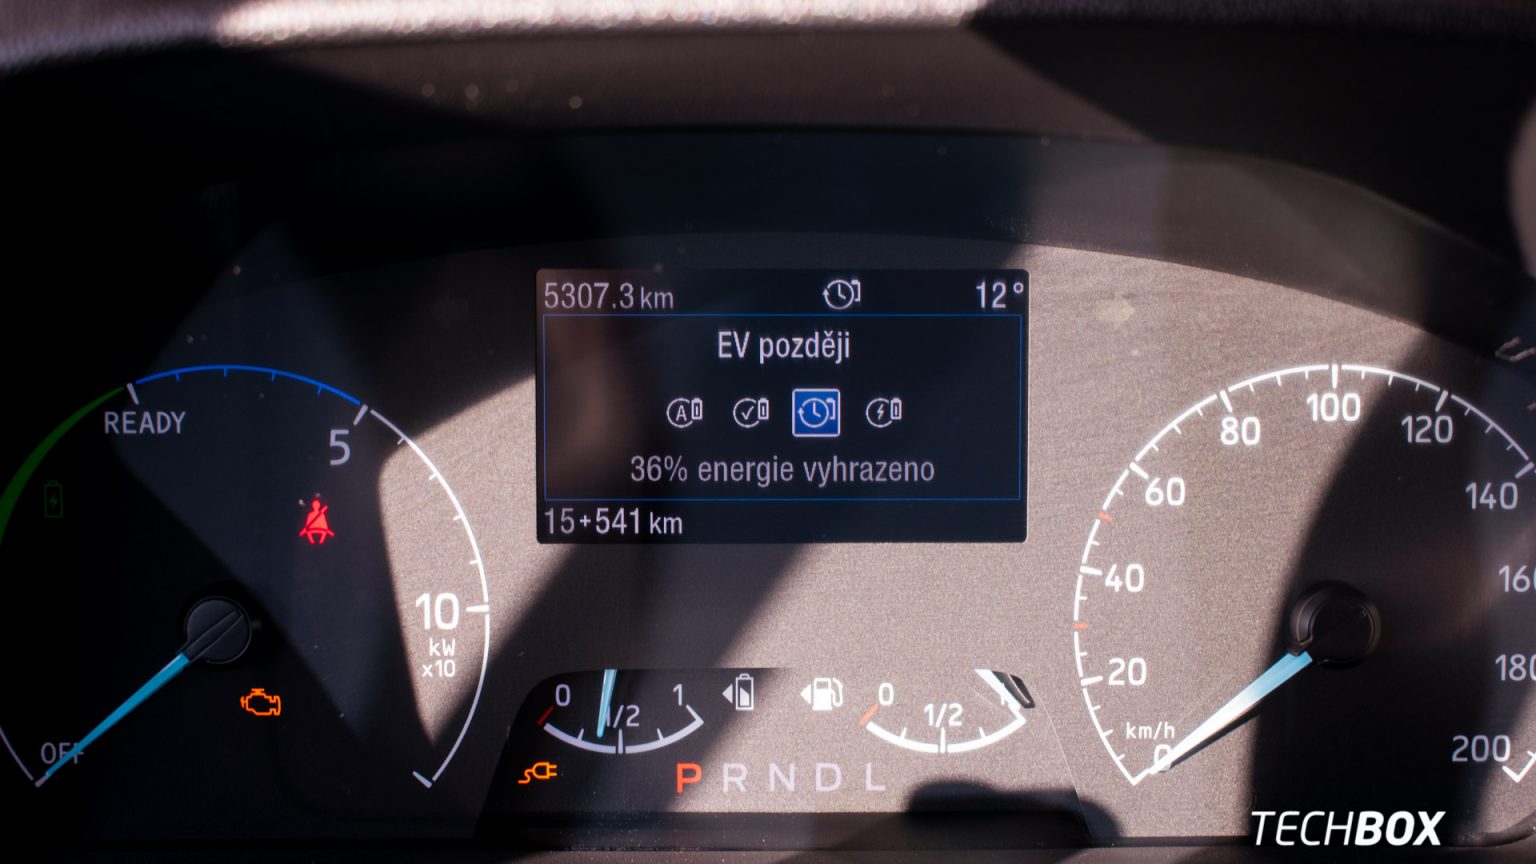 5307.3 km 12°
EV později
A
36% energie vyhrazeno
15+541 km
READY
5
10
kW
x10
OFF
0 1/2 1
0 1/2
P R N D L
0
20
40
60
80
100
120
140
180
200
km/h
TECHBOX